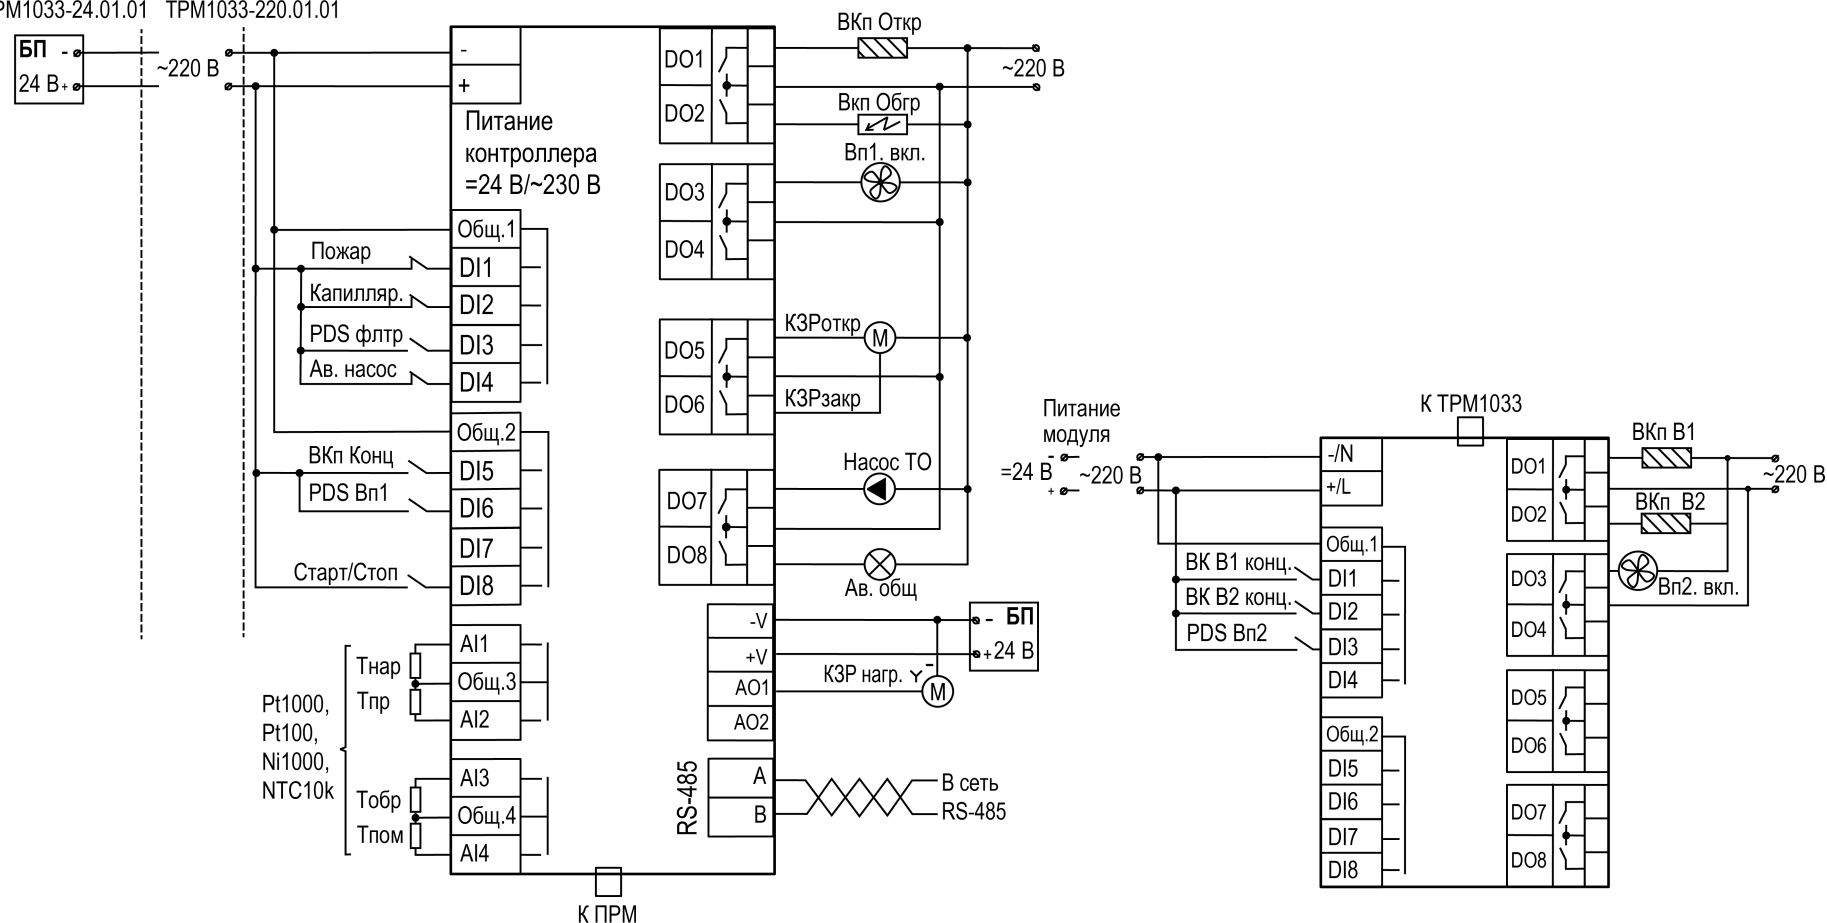 РМ1033-24.01.01 ТРМ1033-220.01.01
БП -
24 В +
~220 В
-
+
Питание
контроллера
=24 В/~230 В
Общ.1
Пожар
DI1
Капилляр.
DI2
PDS флтр
DI3
Ав. насос
DI4
Общ.2
ВКп Конц
DI5
PDS Вп1
DI6
DI7
Старт/Стоп
DI8
AI1
Тнар
Общ.3
Тпр
AI2
Pt1000,
Pt100,
Ni1000,
NTC10k
AI3
Тобр
Общ.4
Тпом
AI4
К ПРМ
DO1
DO2
DO3
DO4
DO5
DO6
DO7
DO8
ВКп Откр
~220 В
Вкп Обгр
Вп1. вкл.
КЗРоткр
М
КЗРзакр
Насос ТО
Ав. общ
-V
+V
AO1
AO2
- БП
+ 24 В
КЗР нагр. Y -
М
RS-485
A
B
В сеть
RS-485
Питание
модуля
-
=24 В ~220 В
+
К ТРМ1033
-/N
+/L
Общ.1
ВК В1 конц.
DI1
ВК В2 конц.
DI2
PDS Вп2
DI3
DI4
Общ.2
DI5
DI6
DI7
DI8
DO1
DO2
DO3
DO4
DO5
DO6
DO7
DO8
ВКп В1
~220 В
ВКп В2
Вп2. вкл.